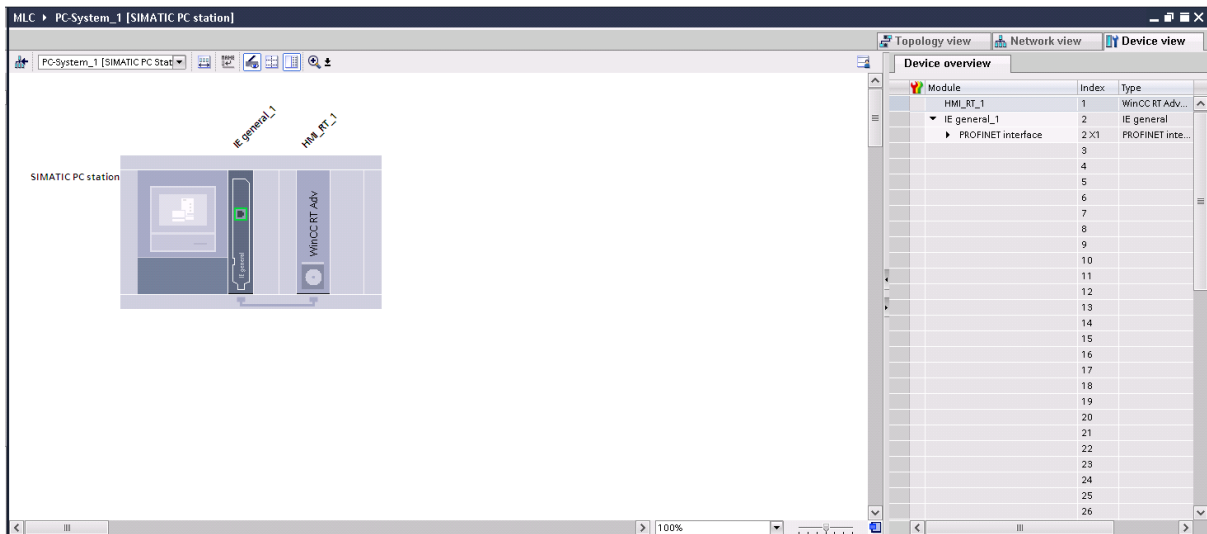 MLC ▸ PC-System_1 [SIMATIC PC station]
Topology view
Network view
Device view
PC-System_1 [SIMATIC PC Stat
Device overview
Module Index Type
HMI_RT_1 1 WinCC RT Adv...
IE general_1 2 IE general
PROFINET interface 2 X1 PROFINET inte...
3
4
5
6
7
8
9
10
11
12
13
14
15
16
17
18
19
20
21
22
23
24
25
26
IE general_1
HMI_RT_1
SIMATIC PC station
IE general
WinCC RT Adv
100%